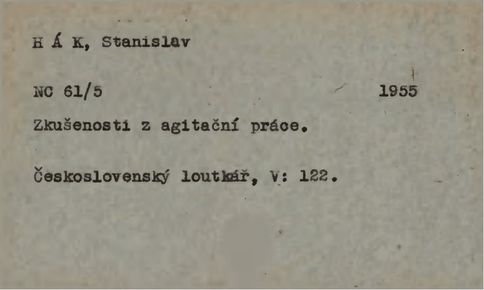 H Á K, Stanislav
NC 61/5 1955
Zkušenosti z agitační práce.
Československý loutkář, V: 122.